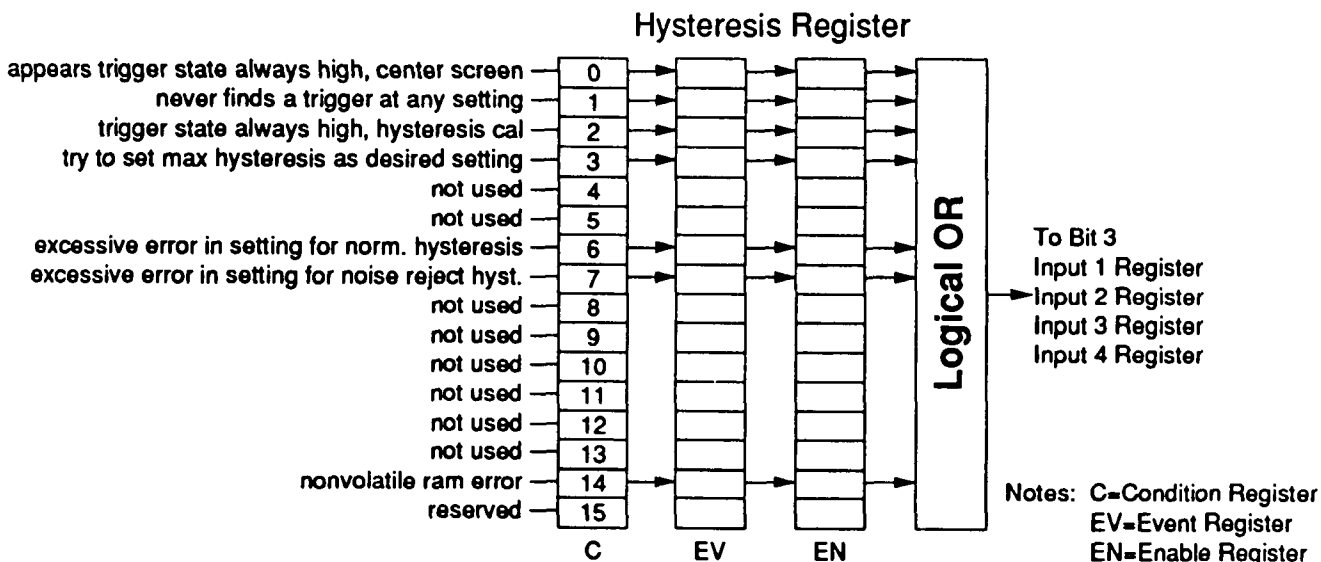 Hysteresis Register
appears trigger state always high, center screen 0
never finds a trigger at any setting 1
trigger state always high, hysteresis cal 2
try to set max hysteresis as desired setting 3
not used 4
not used 5
excessive error in setting for norm. hysteresis 6
excessive error in setting for noise reject hyst. 7
not used 8
not used 9
not used 10
not used 11
not used 12
not used 13
nonvolatile ram error 14
reserved 15
C EV EN
Logical OR
To Bit 3
Input 1 Register
Input 2 Register
Input 3 Register
Input 4 Register
Notes: C=Condition Register
EV=Event Register
EN=Enable Register